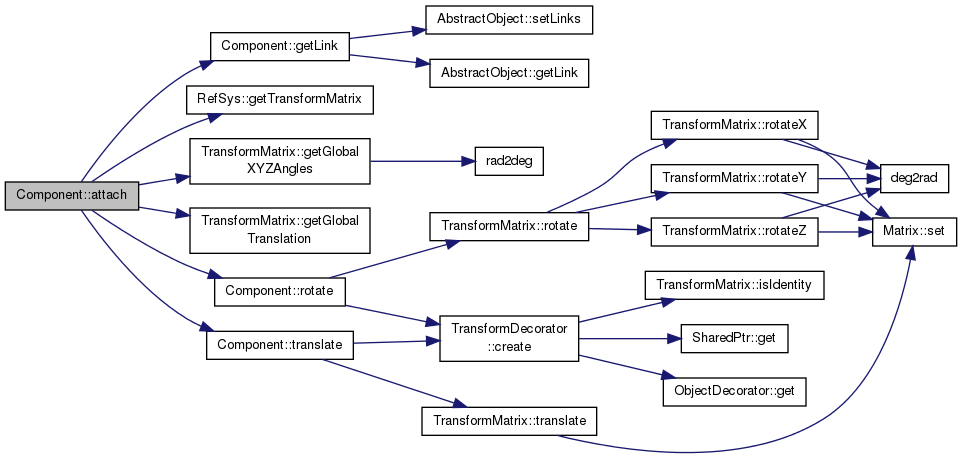 Component::attach
Component::getLink
RefSys::getTransformMatrix
TransformMatrix::getGlobal
XYZAngles
TransformMatrix::getGlobal
Translation
Component::rotate
Component::translate
AbstractObject::setLinks
AbstractObject::getLink
rad2deg
TransformMatrix::rotate
TransformDecorator
::create
TransformMatrix::translate
TransformMatrix::rotateX
TransformMatrix::rotateY
TransformMatrix::rotateZ
TransformMatrix::isIdentity
SharedPtr::get
ObjectDecorator::get
deg2rad
Matrix::set